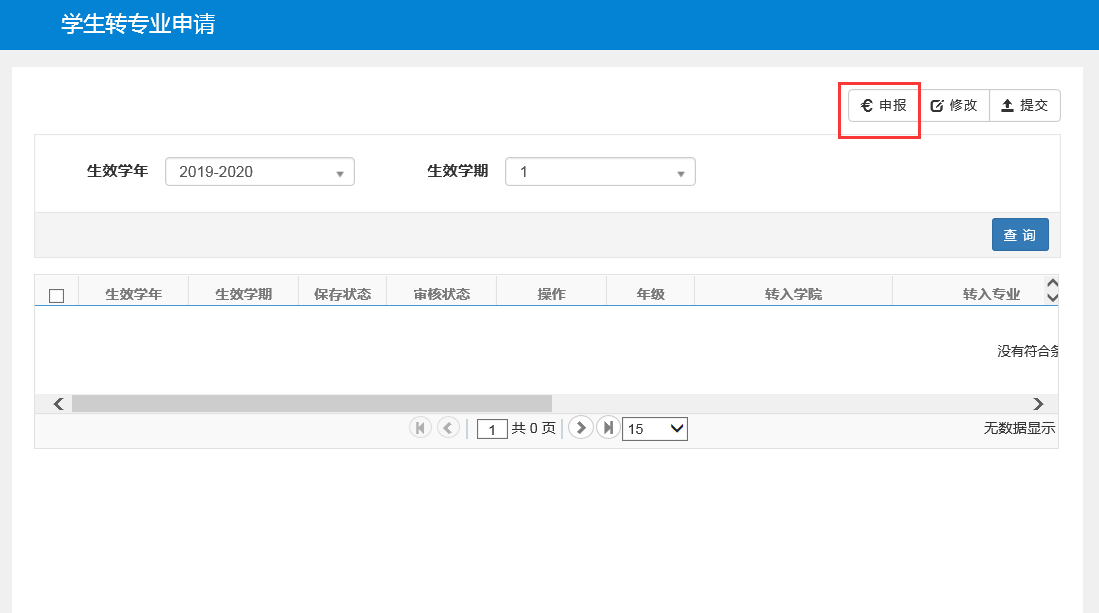 学生转专业申请
申报 修改 提交
生效学年 2019-2020 生效学期 1
查 询
生效学年 生效学期 保存状态 审核状态 操作 年级 转入学院 转入专业
没有符合条
1 共 0 页 15 无数据显示